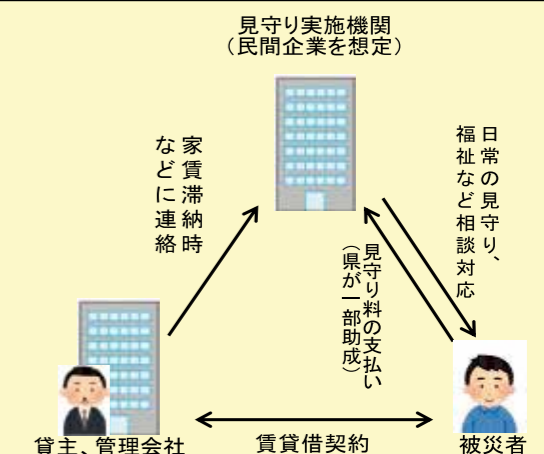 見守り実施機関
（民間企業を想定）
家賃滞納時
などに連絡
日常の見守り、
福祉など相談対応
見守り料の支払い
（県が一部助成）
貸主、管理会社
賃貸借契約
被災者